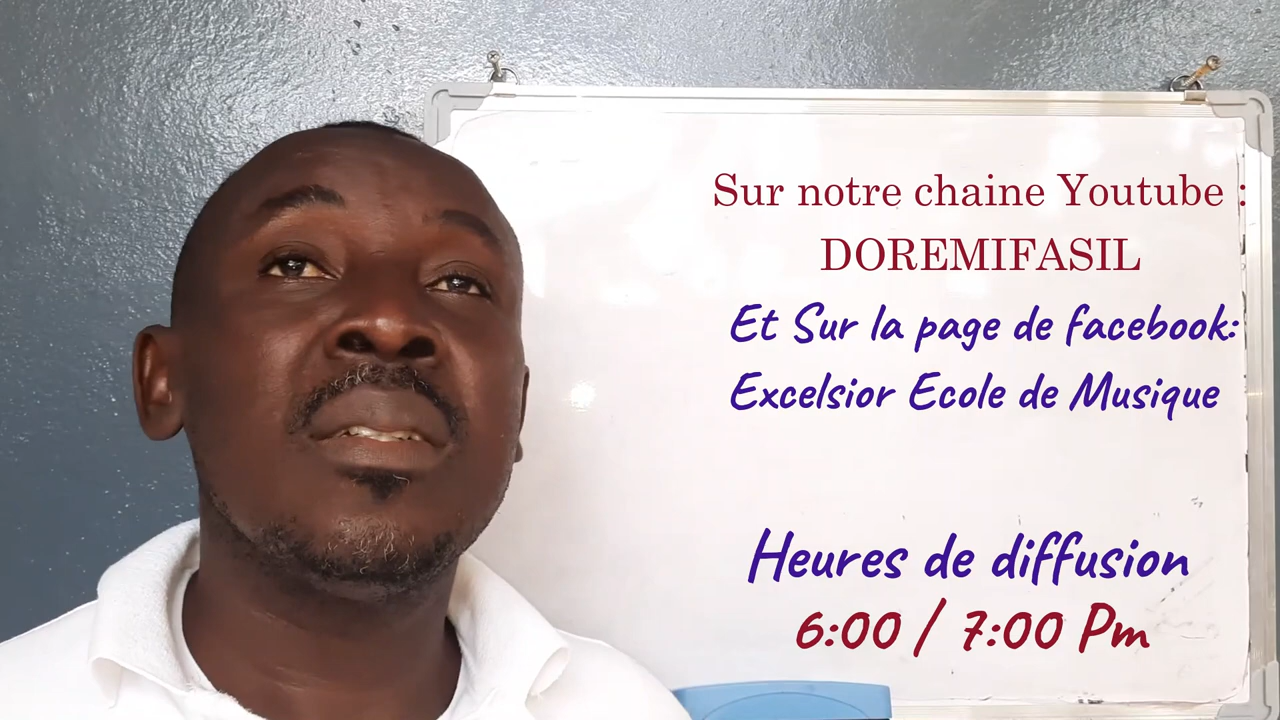 Sur notre chaine Youtube :
DOREMIFASIL
Et Sur la page de facebook:
Excelsior Ecole de Musique
Heures de diffusion
6:00 / 7:00 Pm